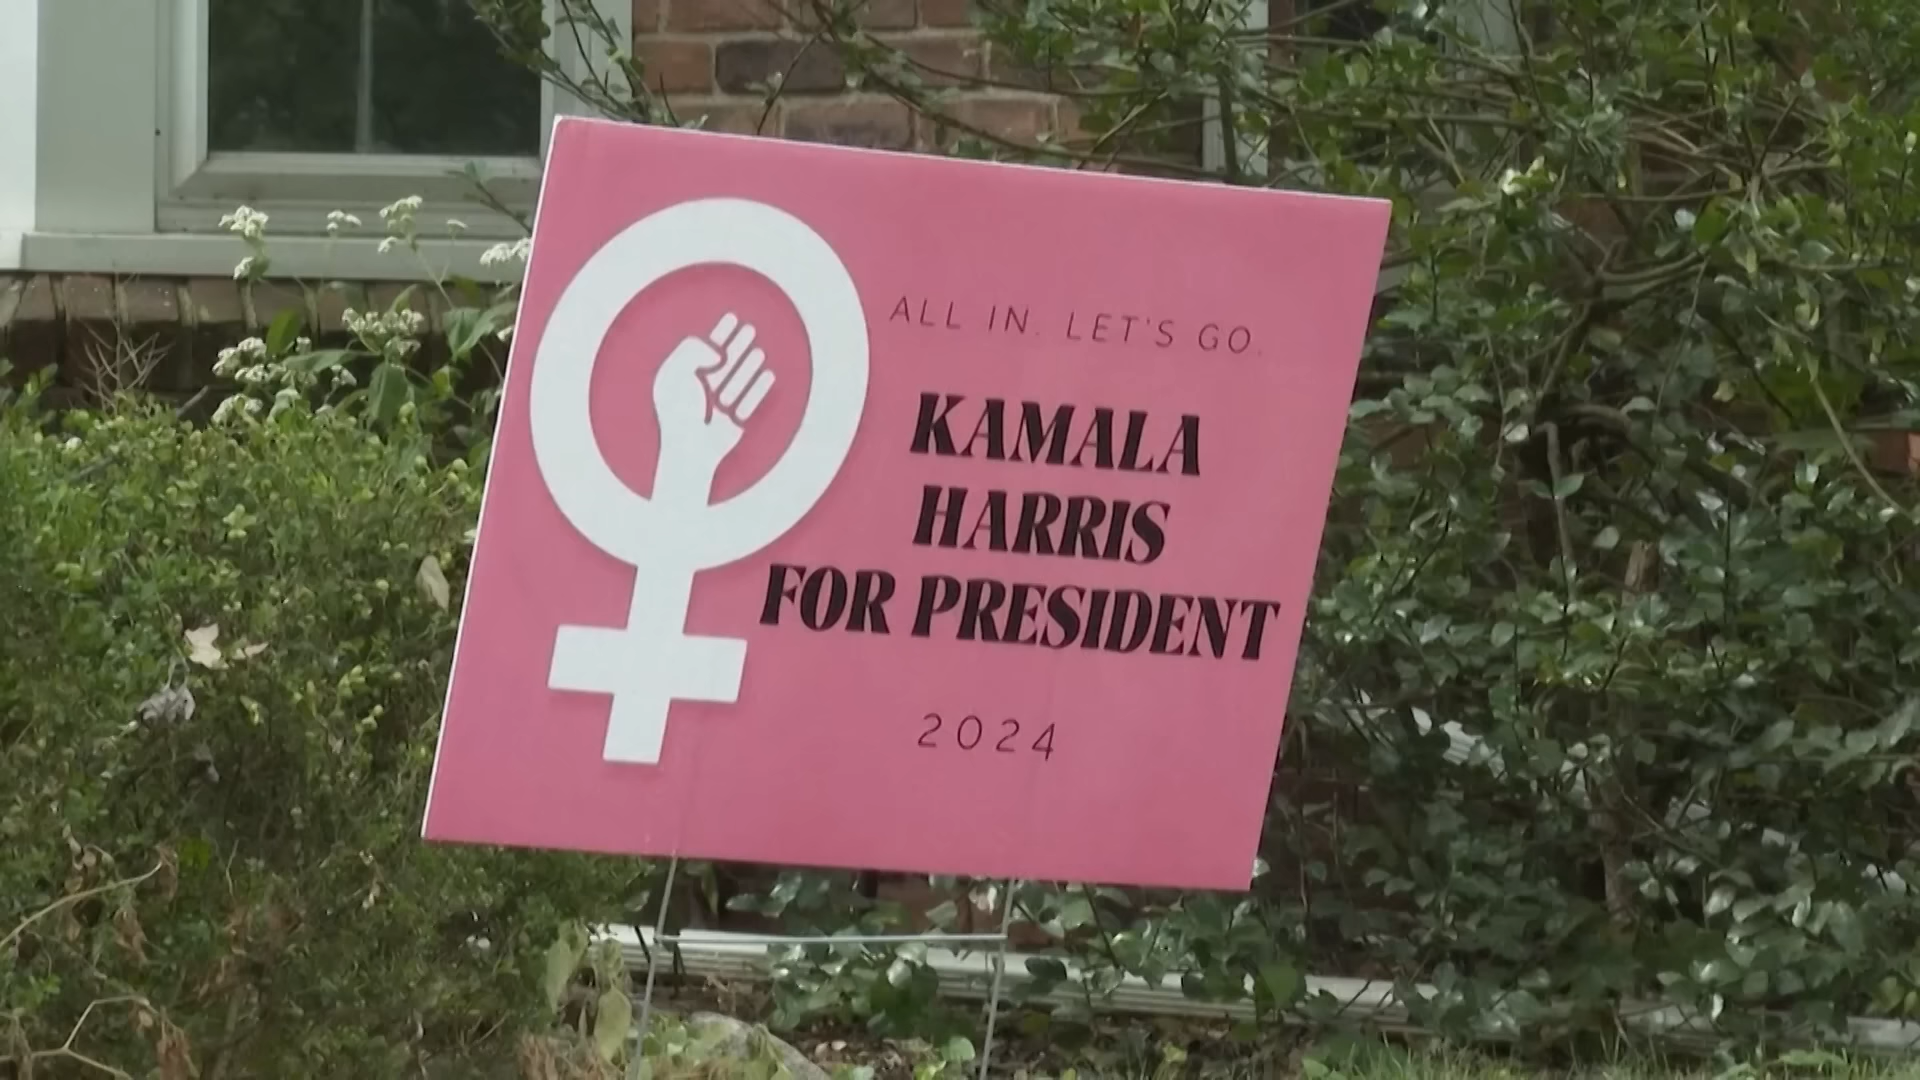 ALL IN. LET'S GO.
KAMALA
HARRIS
FOR PRESIDENT
2024